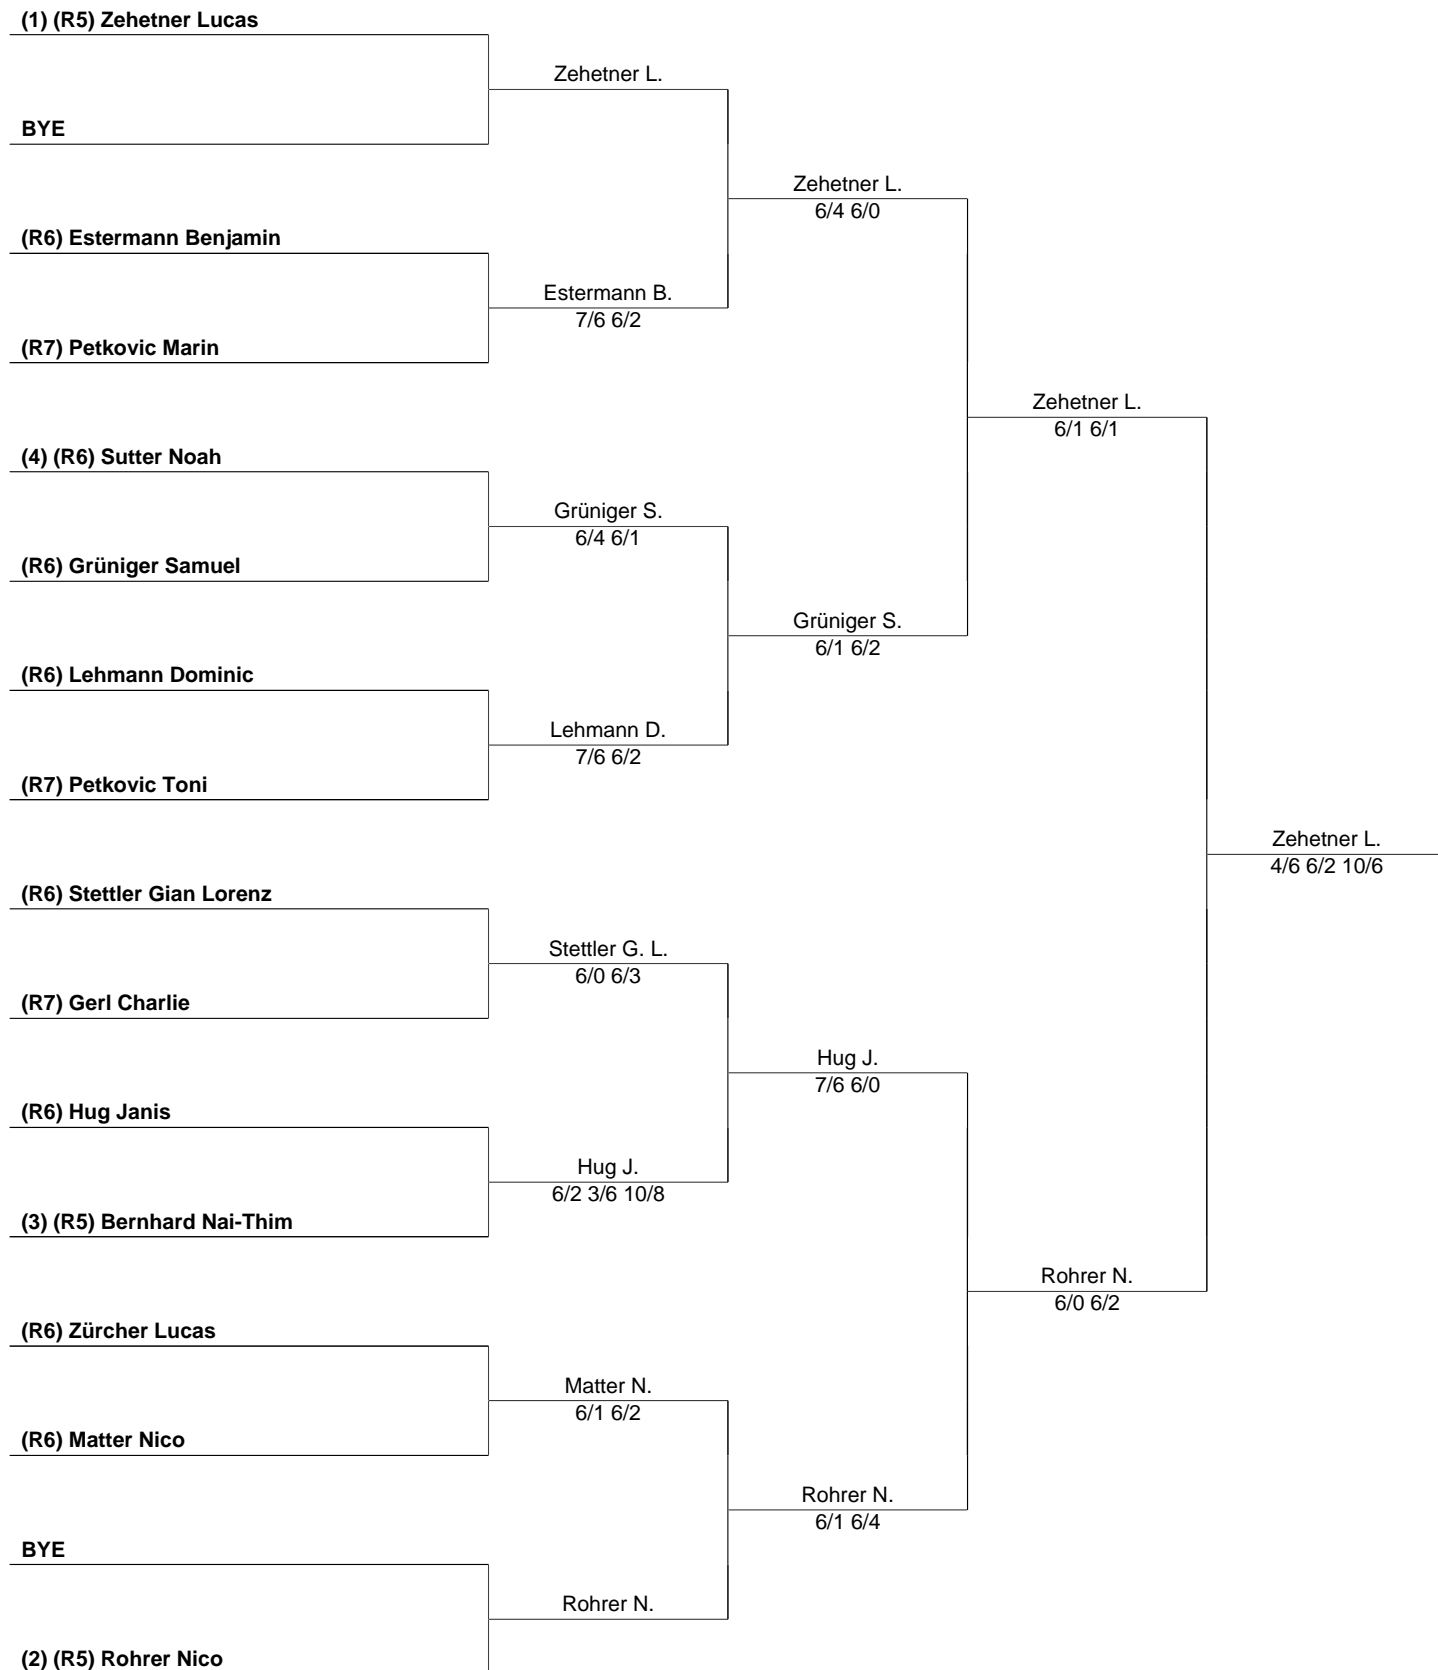 (1) (R5) Zehetner Lucas
Zehetner L.
BYE
Zehetner L.
6/4 6/0
(R6) Estermann Benjamin
Estermann B.
7/6 6/2
(R7) Petkovic Marin
Zehetner L.
6/1 6/1
(4) (R6) Sutter Noah
Grüniger S.
6/4 6/1
(R6) Grüniger Samuel
Grüniger S.
6/1 6/2
(R6) Lehmann Dominic
Lehmann D.
7/6 6/2
(R7) Petkovic Toni
Zehetner L.
4/6 6/2 10/6
(R6) Stettler Gian Lorenz
Stettler G. L.
6/0 6/3
(R7) Gerl Charlie
Hug J.
7/6 6/0
(R6) Hug Janis
Hug J.
6/2 3/6 10/8
(3) (R5) Bernhard Nai-Thim
Rohrer N.
6/0 6/2
(R6) Zürcher Lucas
Matter N.
6/1 6/2
(R6) Matter Nico
Rohrer N.
6/1 6/4
BYE
Rohrer N.
(2) (R5) Rohrer Nico